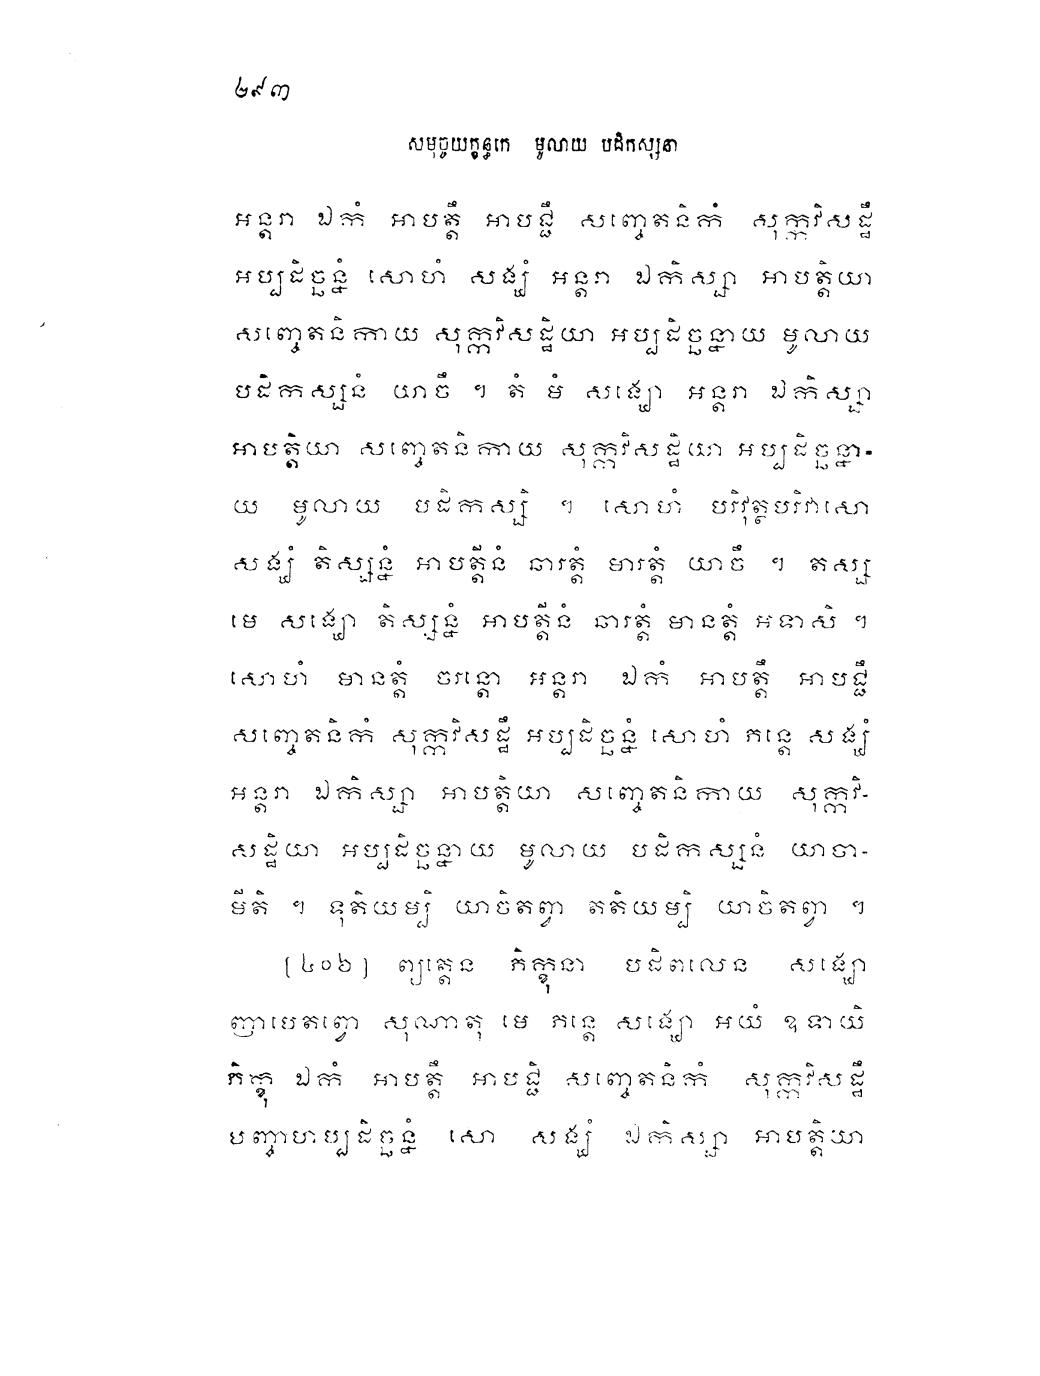 ២៩៣
សមុច្ចយក្ខន្ធកេ មូលាយ បដិកស្សនា
អន្តរា ឯកំ អាបត្តឹ អាបជ្ជឹ សញ្ចេតនិកំ សុក្កវិសដ្ឋឹ
អប្បដិច្ឆន្នំ សោហំ សង្ឃំ អន្តរា ឯកិស្សា អាបត្តិយា
សញ្ចេតនិកាយ សុក្កវិសដ្ឋិយា អប្បដិច្ឆន្នាយ មូលាយ
បដិកស្សនំ យាចឹ ។ តំ មំ សង្ឃោ អន្តរា ឯកិស្សា
អាបត្តិយា សញ្ចេតនិកាយ សុក្កវិសដ្ឋិយា អប្បដិច្ឆន្នា-
យ មូលាយ បដិកស្សិ ។ សោហំ បរិវុត្ថបរិវាសោ
សង្ឃំ តិស្សន្នំ អាបត្តីនំ ឆារត្តំ មារត្តំ យាចឹ ។ តស្ស
មេ សង្ឃោ តិស្សន្នំ អាបត្តីនំ ឆារត្តំ មានត្តំ អទាសិ ។
សោហំ មានត្តំ ចរន្តោ អន្តរា ឯកំ អាបត្តឹ អាបជ្ជឹ
សញ្ចេតនិកំ សុក្កវិសដ្ឋឹ អប្បដិច្ឆន្នំ សោហំ ភន្តេ សង្ឃំ
អន្តរា ឯកិស្សា អាបត្តិយា សញ្ចេតនិកាយ សុក្កវិ-
សដ្ឋិយា អប្បដិច្ឆន្នាយ មូលាយ បដិកស្សនំ យាចា-
មីតិ ។ ទុតិយម្បិ យាចិតព្វា តតិយម្បិ យាចិតព្វា ។
[៤០៦] ព្យត្តេន ភិក្ខុនា បដិពលេន សង្ឃោ
ញាបេតព្វោ សុណាតុ មេ ភន្តេ សង្ឃោ អយំ ឧទាយិ
ភិក្ខុ ឯកំ អាបត្តឹ អាបជ្ជិ សញ្ចេតនិកំ សុក្កវិសដ្ឋឹ
បញ្ចាហប្បដិច្ឆន្នំ សោ សង្ឃំ ឯកិស្សា អាបត្តិយា